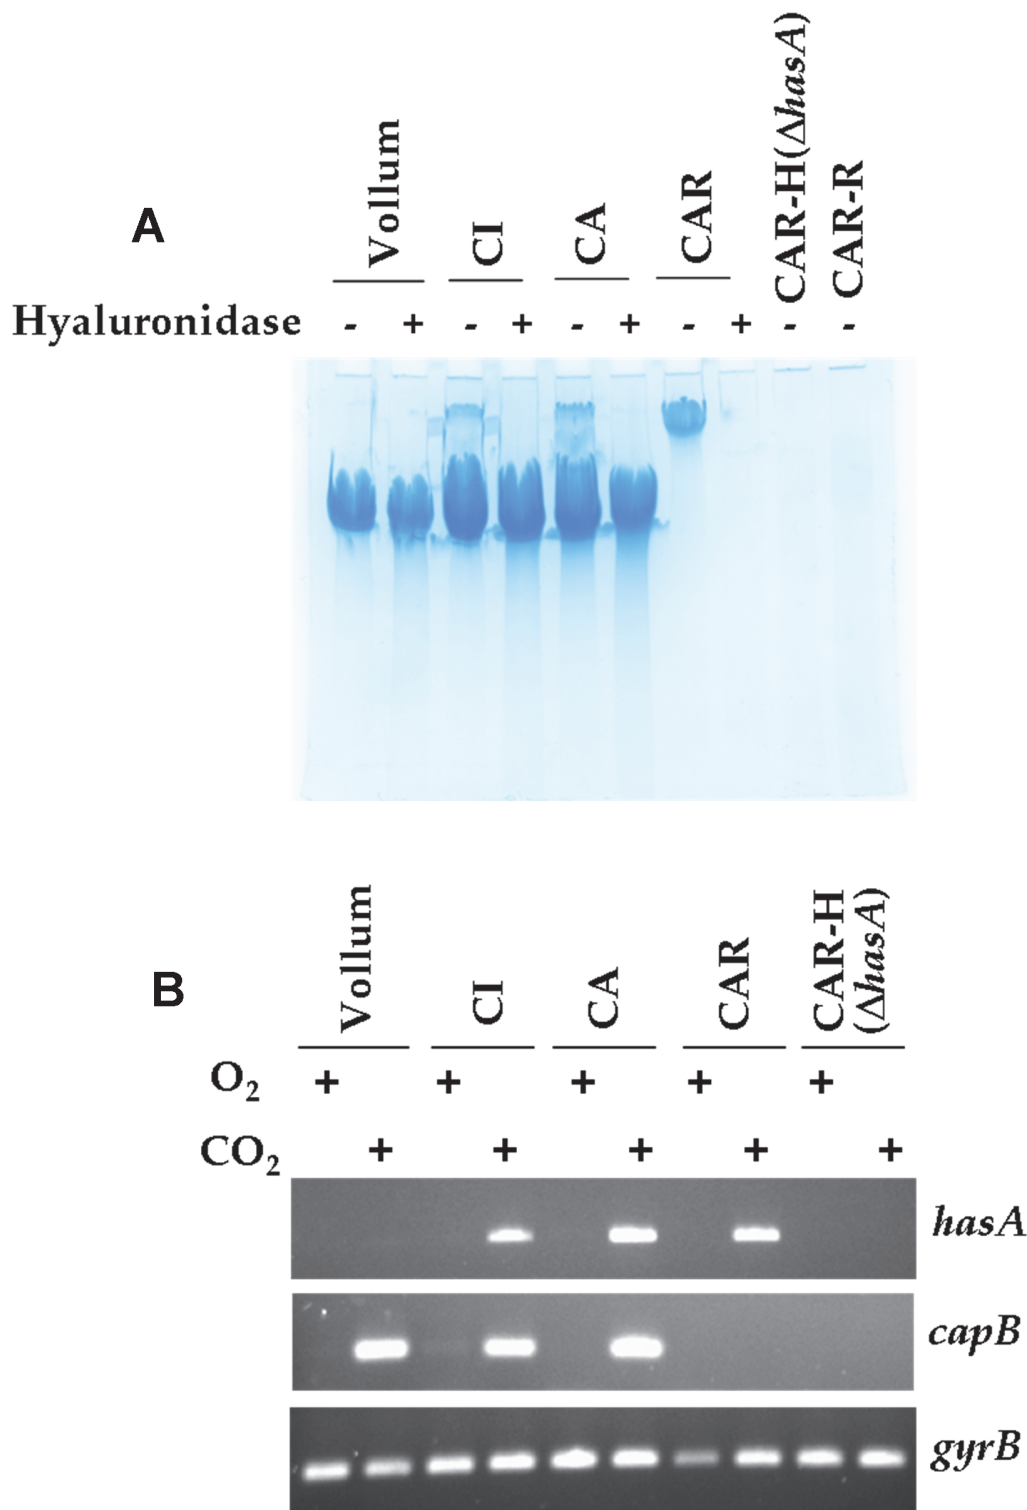 A
Vollum
CI
CA
CAR
CAR-H(ΔhasA)
CAR-R
Hyaluronidase - + - + - + - + - -
B
Vollum
CI
CA
CAR
CAR-H
(ΔhasA)
O₂ + + + + +
CO₂ + + + + +
hasA
capB
gyrB